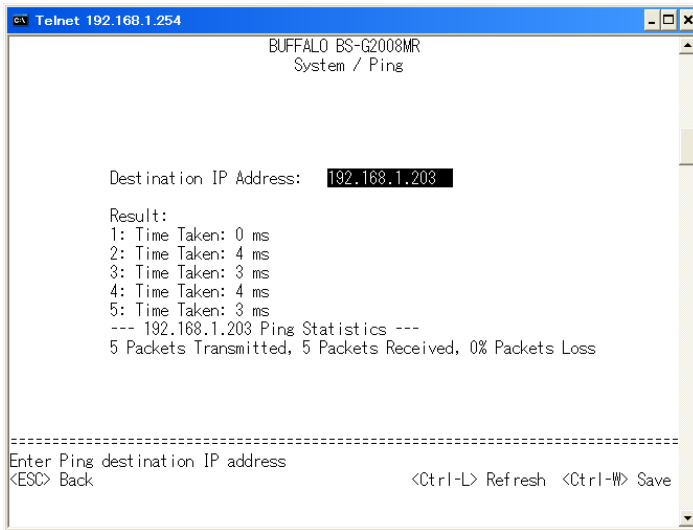 Telnet 192.168.1.254
BUFFALO BS-G2008MR
System / Ping
Destination IP Address: 192.168.1.203
Result:
1: Time Taken: 0 ms
2: Time Taken: 4 ms
3: Time Taken: 3 ms
4: Time Taken: 4 ms
5: Time Taken: 3 ms
--- 192.168.1.203 Ping Statistics ---
5 Packets Transmitted, 5 Packets Received, 0% Packets Loss
================================================================================
Enter Ping destination IP address
<ESC> Back <Ctrl-L> Refresh <Ctrl-W> Save